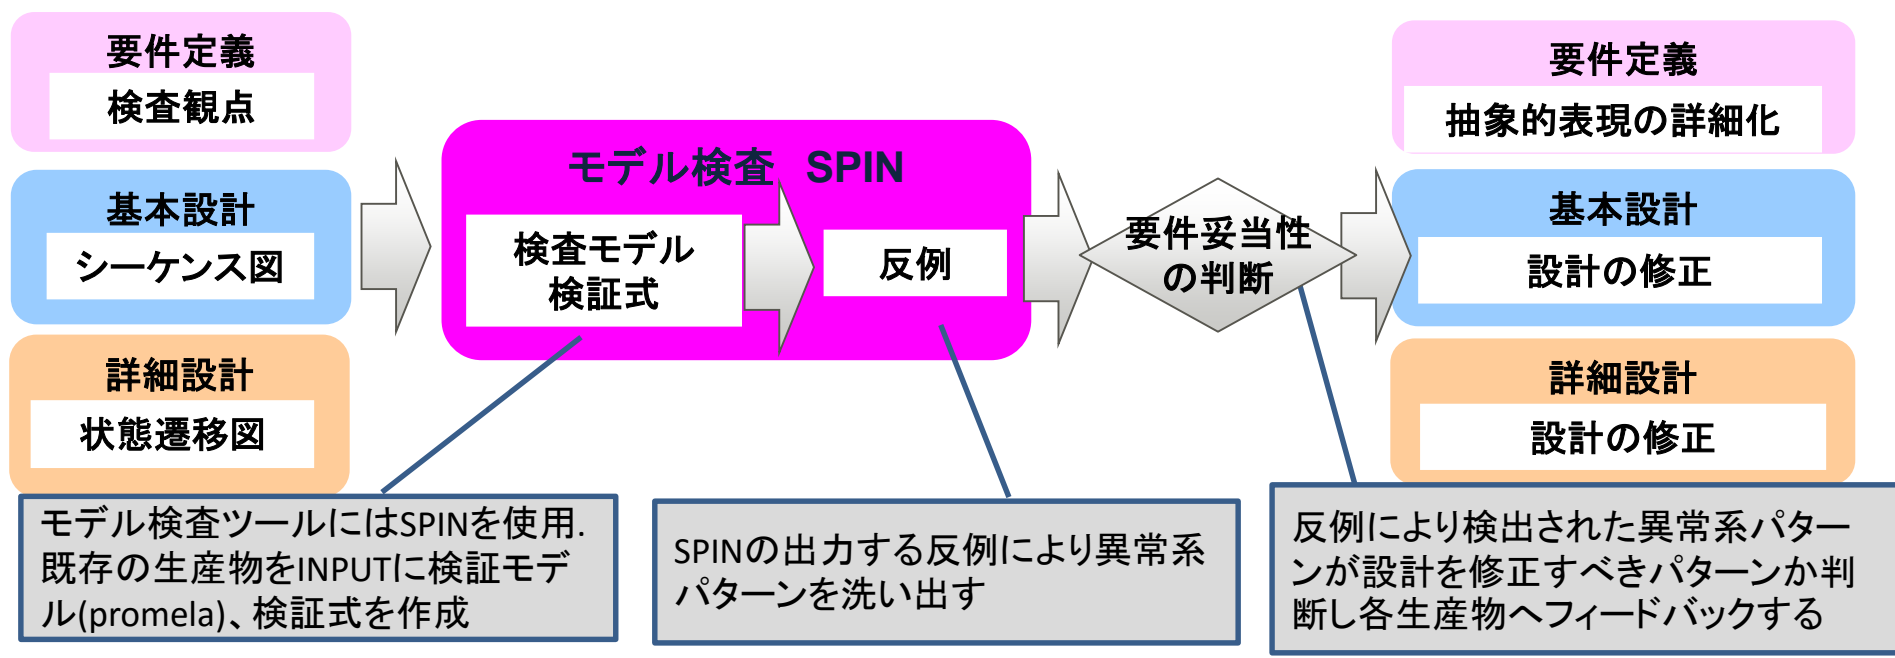 要件定義
検査観点
基本設計
シーケンス図
詳細設計
状態遷移図
モデル検査　SPIN
検査モデル
検証式
反例
要件妥当性
の判断
要件定義
抽象的表現の詳細化
基本設計
設計の修正
詳細設計
設計の修正
モデル検査ツールにはSPINを使用.
既存の生産物をINPUTに検証モデ
ル(promela)、検証式を作成
SPINの出力する反例により異常系
パターンを洗い出す
反例により検出された異常系パター
ンが設計を修正すべきパターンか判
断し各生産物へフィードバックする